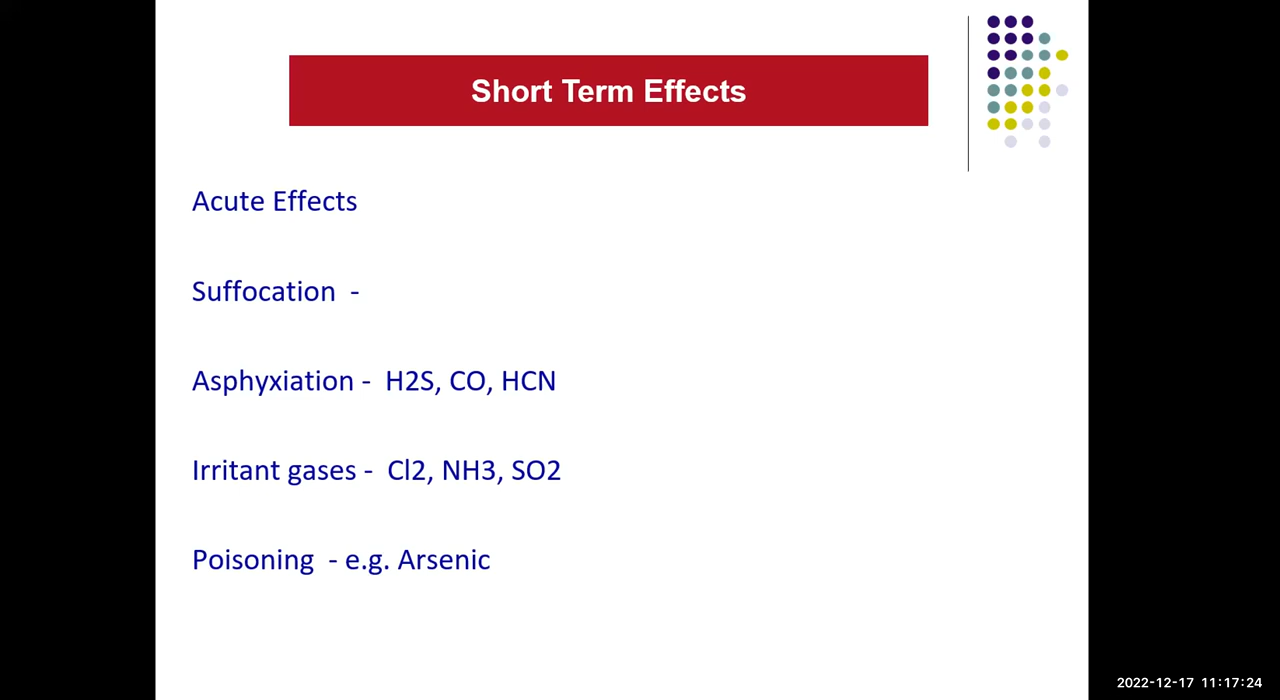 Short Term Effects
Acute Effects
Suffocation -
Asphyxiation - H2S, CO, HCN
Irritant gases - Cl2, NH3, SO2
Poisoning - e.g. Arsenic
2022-12-17 11:17:24